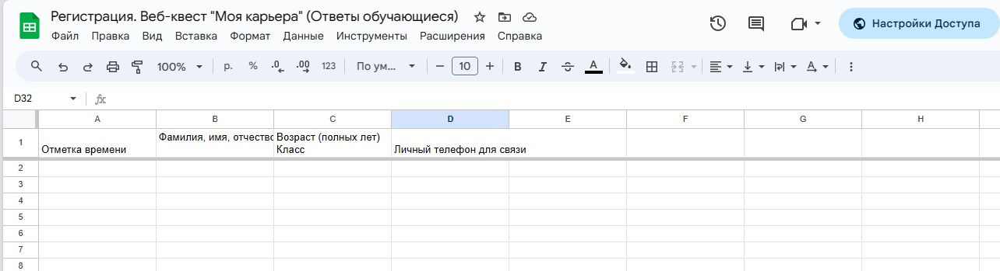 Регистрация. Веб-квест "Моя карьера" (Ответы обучающиеся)
Файл Правка Вид Вставка Формат Данные Инструменты Расширения Справка
Настройки Доступа
100% р. % .0 .00 123 По ум... 10 B I S A
D32 fx
A B C D E F G H
1 Отметка времени Фамилия, имя, отчество Возраст (полных лет) Личный телефон для связи
Класс
2
3
4
5
6
7
8